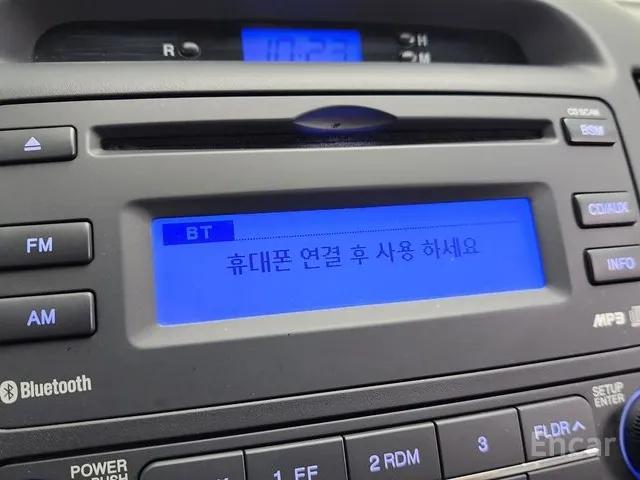 R
10:23
H
M
CD SCAN
BSM
FM
CD/AUX
BT
휴대폰 연결 후 사용 하세요
INFO
AM
MP3
Bluetooth
SETUP
ENTER
POWER
PUSH
1 FF
2 RDM
3
FLDR ∧
Encar